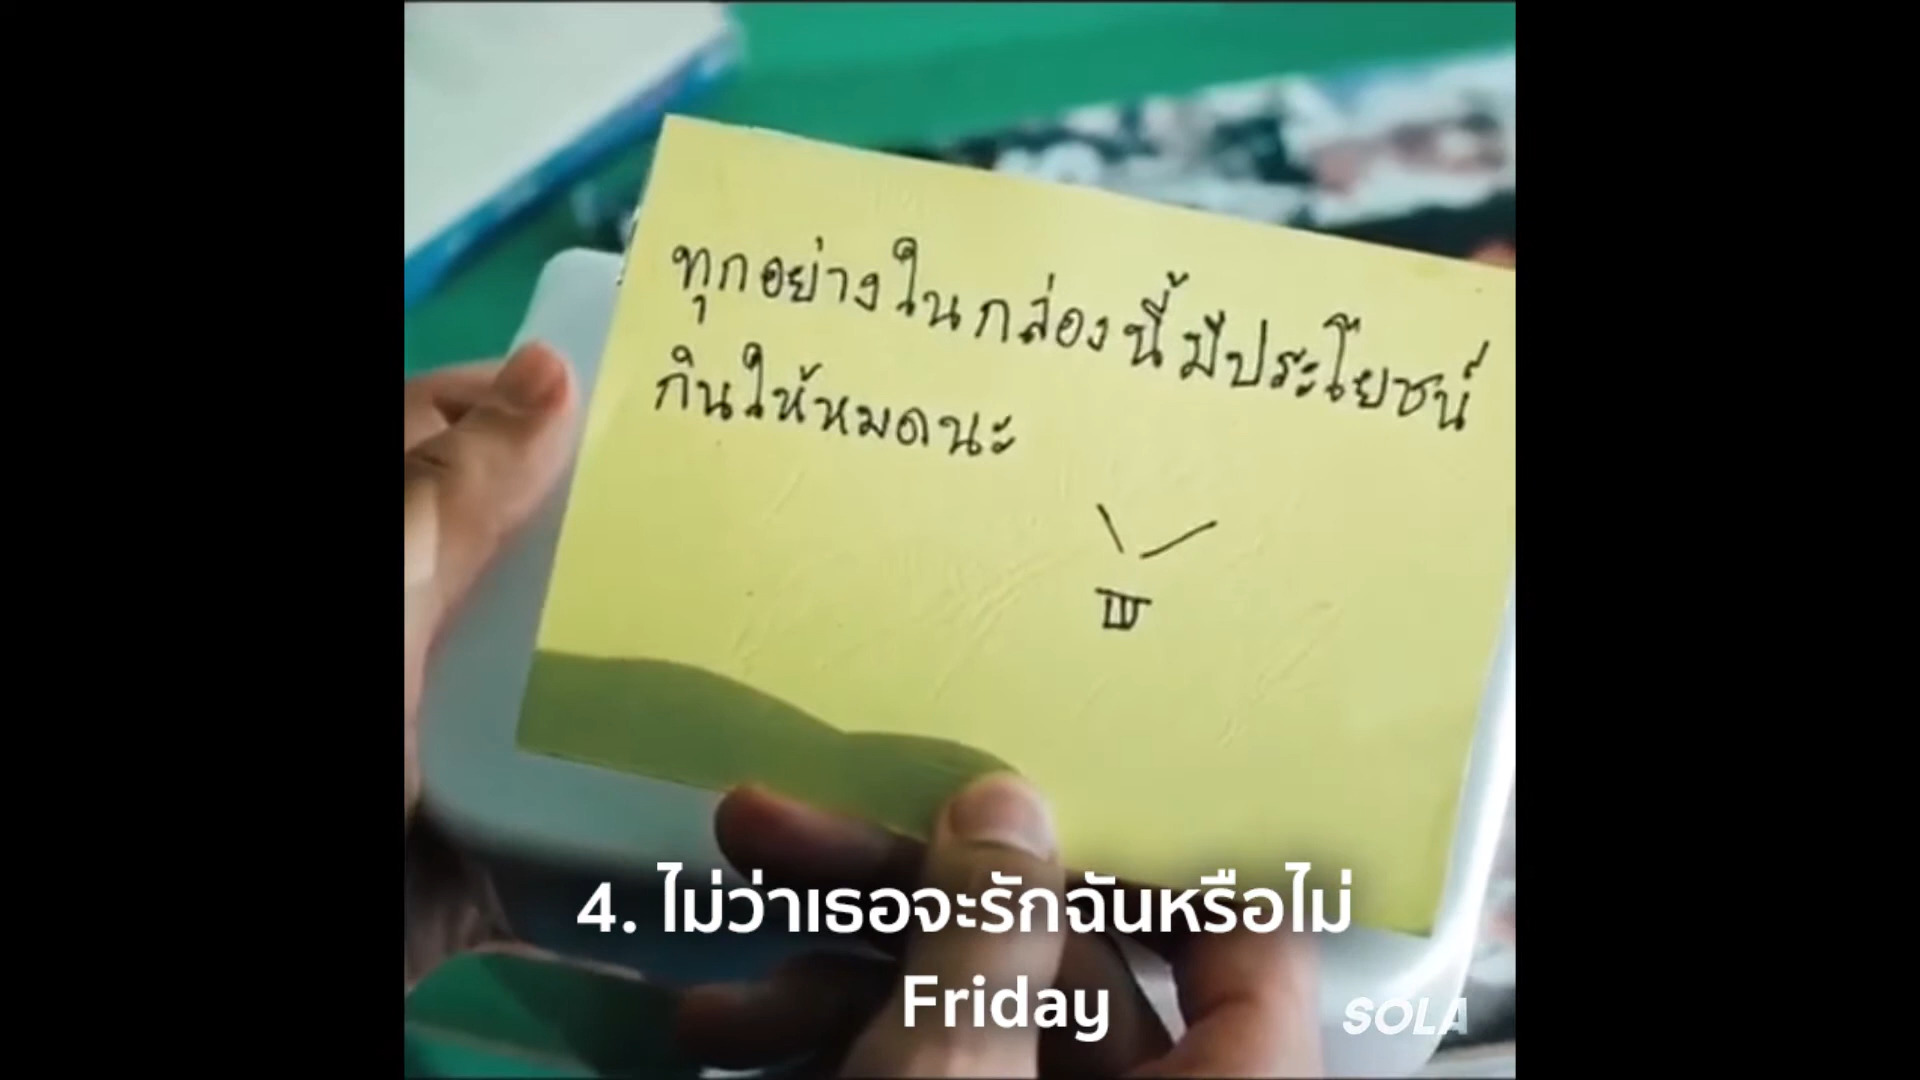 ทุกอย่างในกล่องนี้มีประโยชน์
กินให้หมดนะ
4. ไม่ว่าเธอจะรักฉันหรือไม่
Friday
SOLA